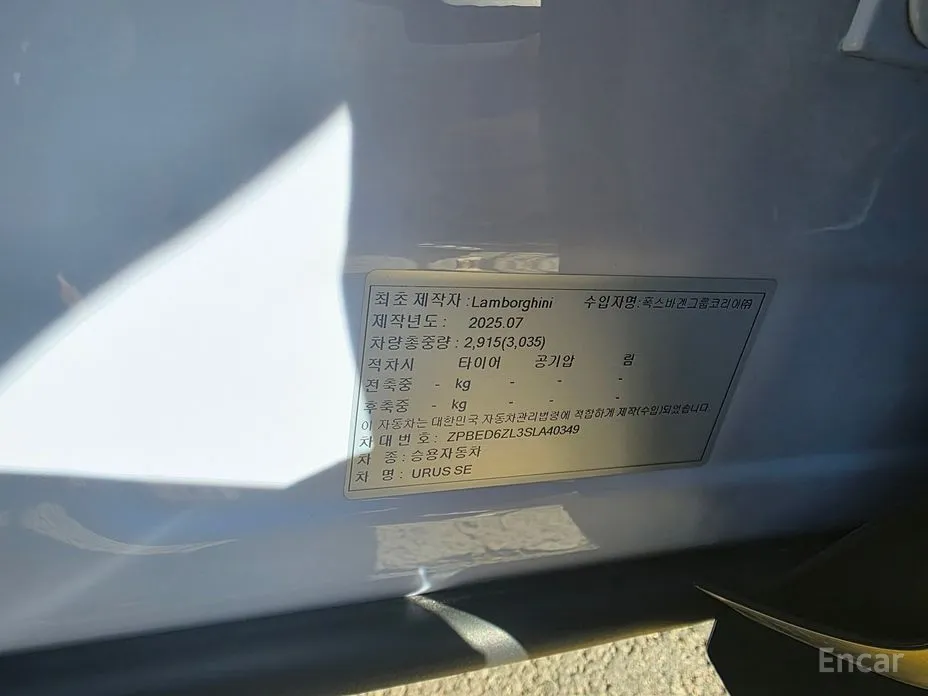 최초 제작자 : Lamborghini 수입자명 : 폭스바겐그룹코리아㈜
제작년도 : 2025.07
차량총중량 : 2,915(3,035)
적차시 타이어 공기압 림
전축중 - kg - - -
후축중 - kg - - -
이 자동차는 대한민국 자동차관리법령에 적합하게 제작(수입)되었습니다.
차 대 번 호 : ZPBED6ZL3SLA40349
차 종 : 승용자동차
차 명 : URUS SE
Encar